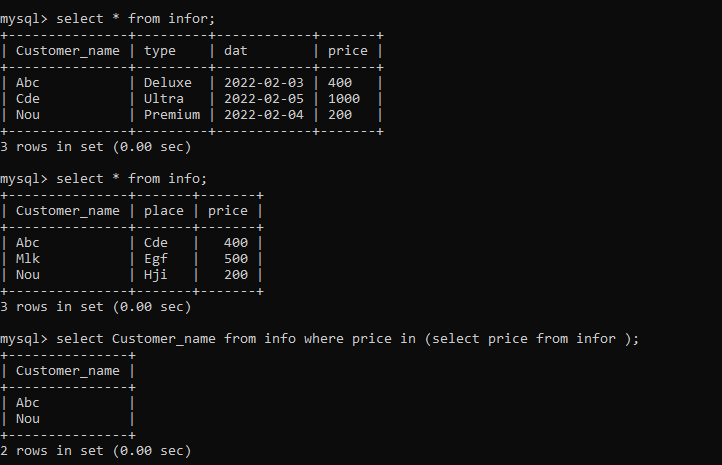 mysql> select * from infor;
+---------------+---------+------------+-------+
| Customer_name | type    | dat        | price |
+---------------+---------+------------+-------+
| Abc           | Deluxe  | 2022-02-03 | 400   |
| Cde           | Ultra   | 2022-02-05 | 1000  |
| Nou           | Premium | 2022-02-04 | 200   |
+---------------+---------+------------+-------+
3 rows in set (0.00 sec)
mysql> select * from info;
+---------------+-------+-------+
| Customer_name | place | price |
+---------------+-------+-------+
| Abc           | Cde   |   400 |
| Mlk           | Egf   |   500 |
| Nou           | Hji   |   200 |
+---------------+-------+-------+
3 rows in set (0.00 sec)
mysql> select Customer_name from info where price in (select price from infor );
+---------------+
| Customer_name |
+---------------+
| Abc           |
| Nou           |
+---------------+
2 rows in set (0.00 sec)